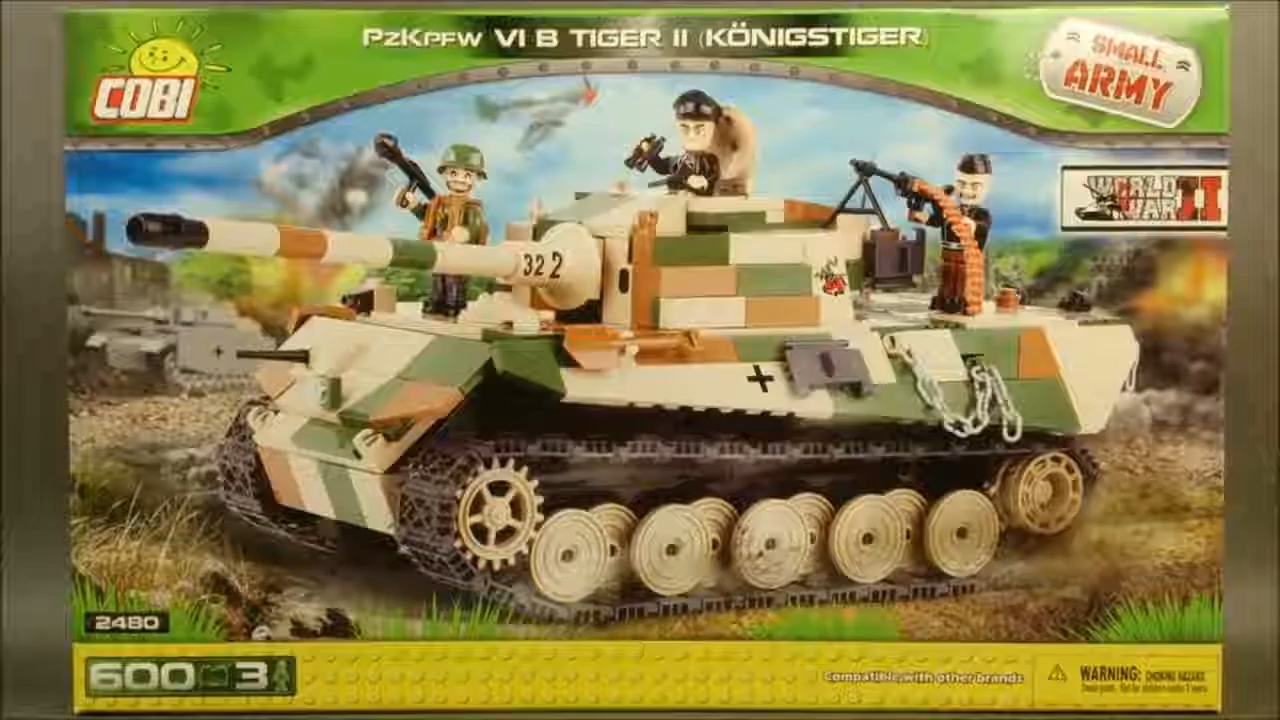 PzKpfw VI B TIGER II (KÖNIGSTIGER)
COBI
SMALL
ARMY
WORLD
WAR II
322
2480
600 3
Compatible with other brands
WARNING: CHOKING HAZARD.